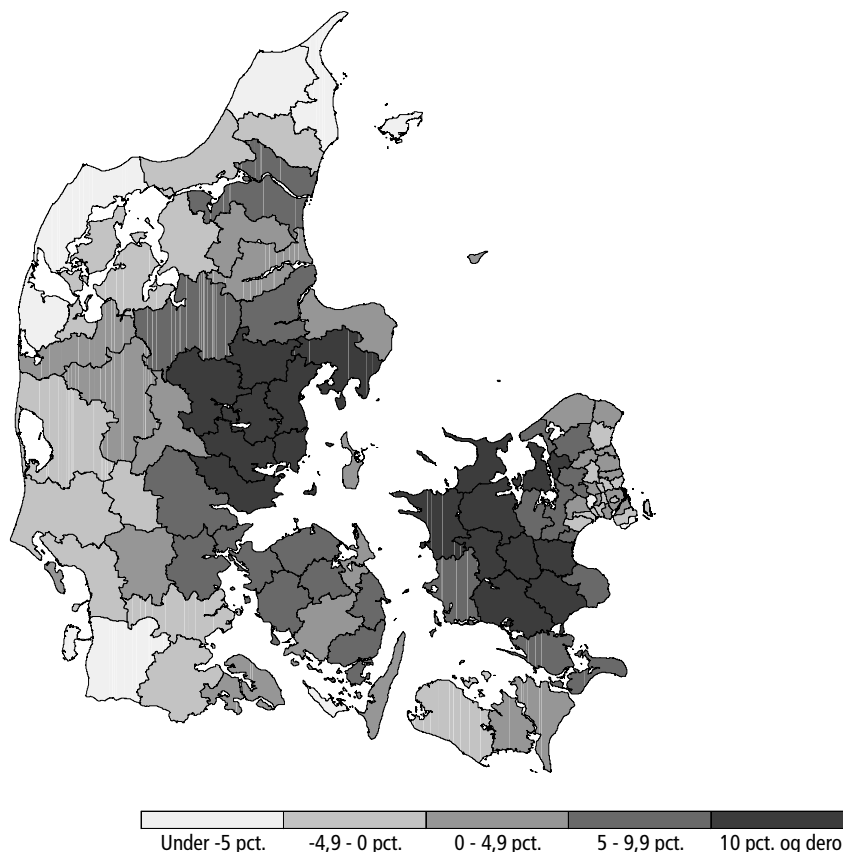 Under -5 pct.
-4,9 - 0 pct.
0 - 4,9 pct.
5 - 9,9 pct.
10 pct. og dero